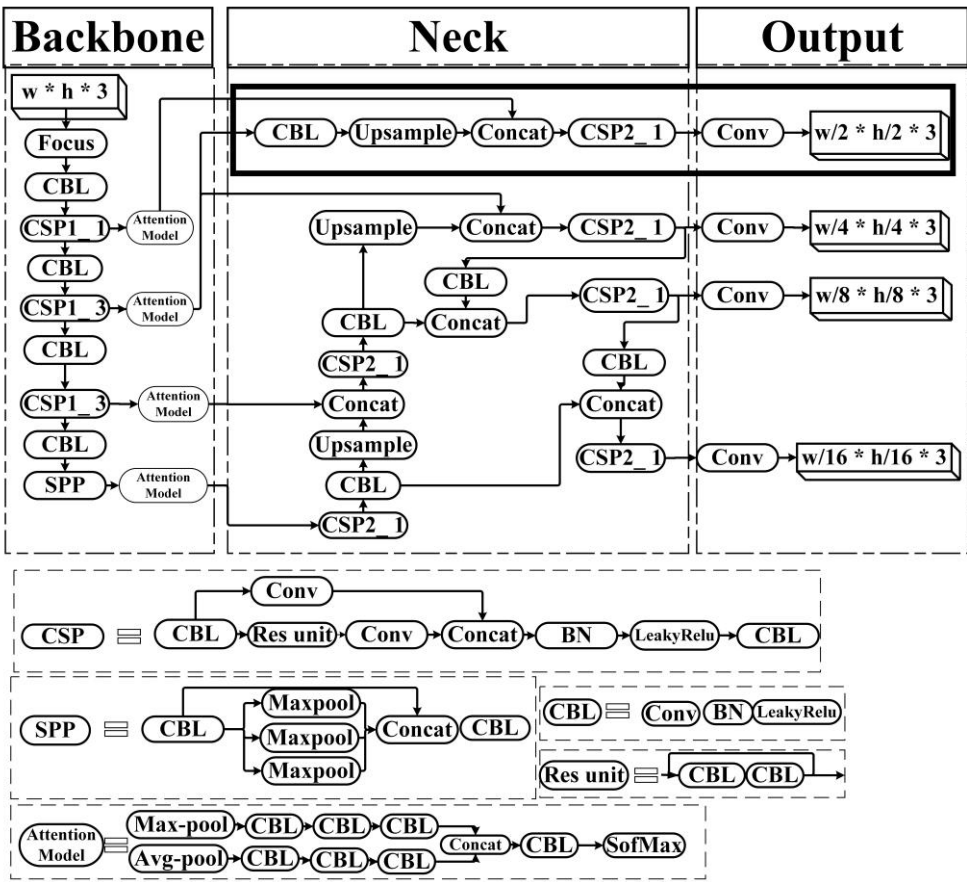 Backbone Neck Output
w * h * 3
Focus
CBL
CSP1_1
Attention
Model
CBL
CSP1_3
Attention
Model
CBL
CSP1_3
Attention
Model
CBL
SPP
Attention
Model
CBL Upsample Concat CSP2_1 Conv w/2 * h/2 * 3
Upsample Concat CSP2_1 Conv w/4 * h/4 * 3
CBL
CSP2_1 Conv w/8 * h/8 * 3
CBL Concat
CSP2_1
CBL
Concat
Concat
Upsample
CSP2_1 Conv w/16 * h/16 * 3
CBL
CSP2_1
Conv
CSP = CBL Res unit Conv Concat BN LeakyRelu CBL
Maxpool
SPP = CBL Maxpool Concat CBL
Maxpool
CBL = Conv BN LeakyRelu
Res unit = CBL CBL
Attention
Model
=
Max-pool CBL CBL CBL
Concat CBL SofMax
Avg-pool CBL CBL CBL